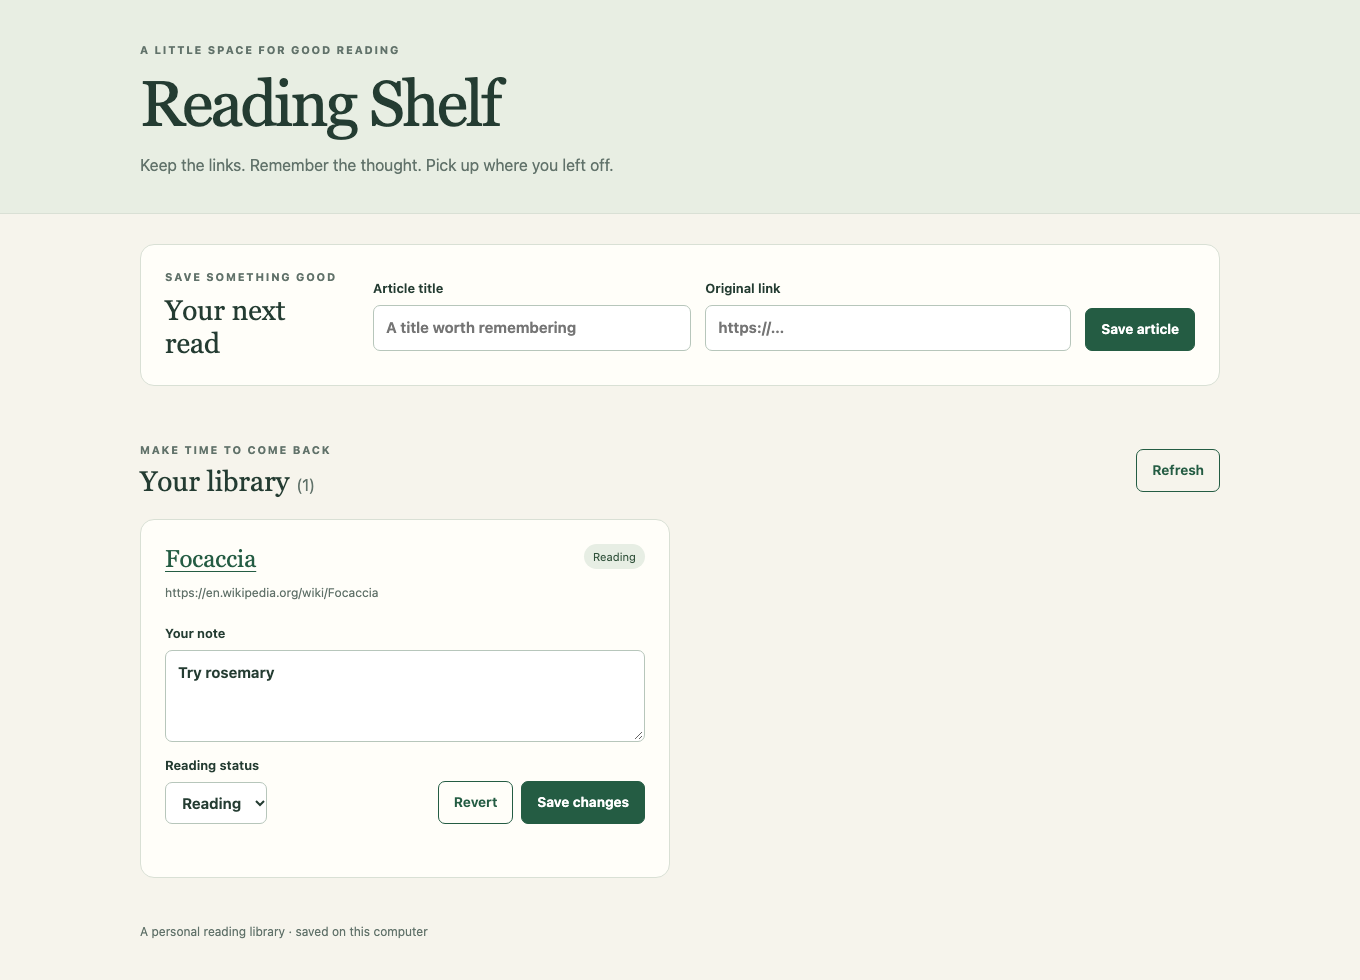 A LITTLE SPACE FOR GOOD READING
Reading Shelf
Keep the links. Remember the thought. Pick up where you left off.
SAVE SOMETHING GOOD
Your next
read
Article title
A title worth remembering
Original link
https://...
Save article
MAKE TIME TO COME BACK
Your library (1)
Refresh
Focaccia
Reading
https://en.wikipedia.org/wiki/Focaccia
Your note
Try rosemary
Reading status
Reading
Revert
Save changes
A personal reading library · saved on this computer